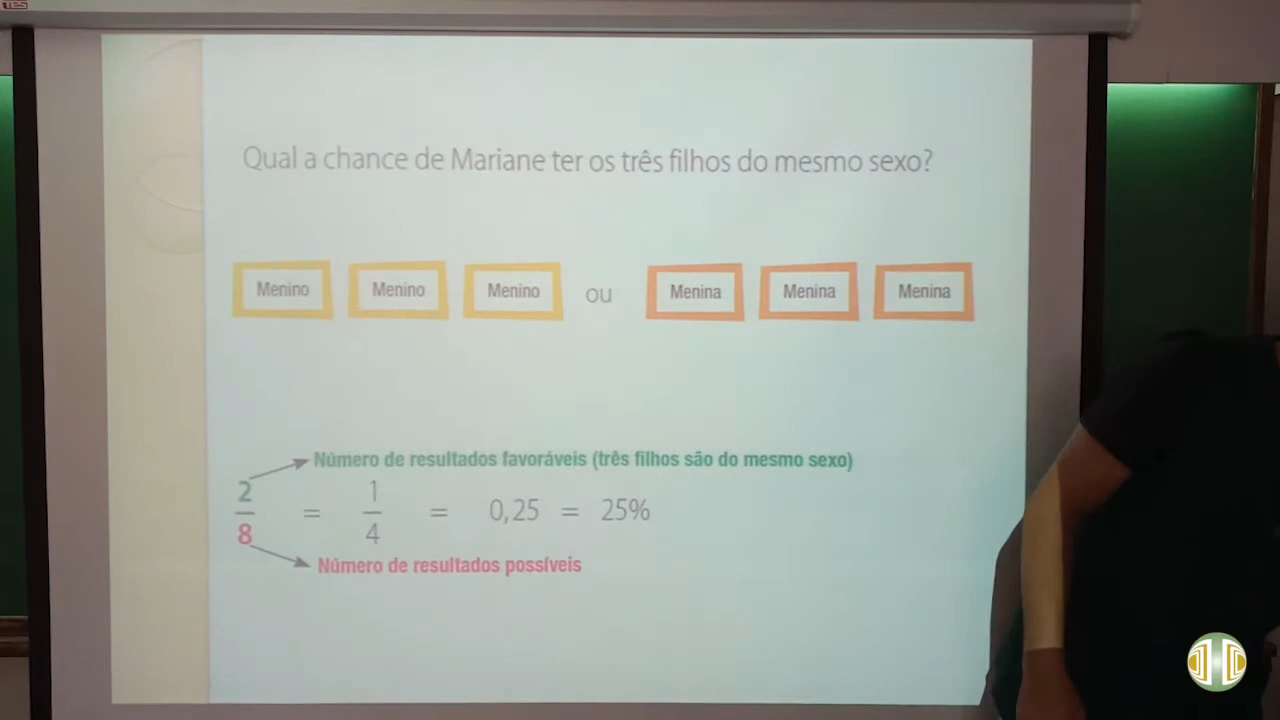 TES
Qual a chance de Mariane ter os três filhos do mesmo sexo?
Menino Menino Menino ou Menina Menina Menina
Número de resultados favoráveis (três filhos são do mesmo sexo)
2/8 = 1/4 = 0,25 = 25%
Número de resultados possíveis